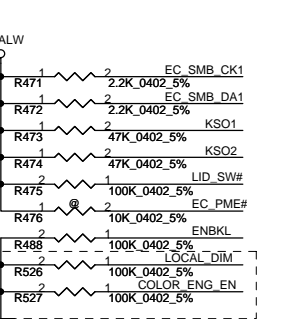 ALW
1 2 EC_SMB_CK1
R471 2.2K_0402_5%
1 2 EC_SMB_DA1
R472 2.2K_0402_5%
1 2 KSO1
R473 47K_0402_5%
1 2 KSO2
R474 47K_0402_5%
2 1 LID_SW#
R475 100K_0402_5%
1 @ 2 EC_PME#
R476 10K_0402_5%
2 1 ENBKL
R488 100K_0402_5%
2 1 LOCAL_DIM
R526 100K_0402_5%
2 1 COLOR_ENG_EN
R527 100K_0402_5%